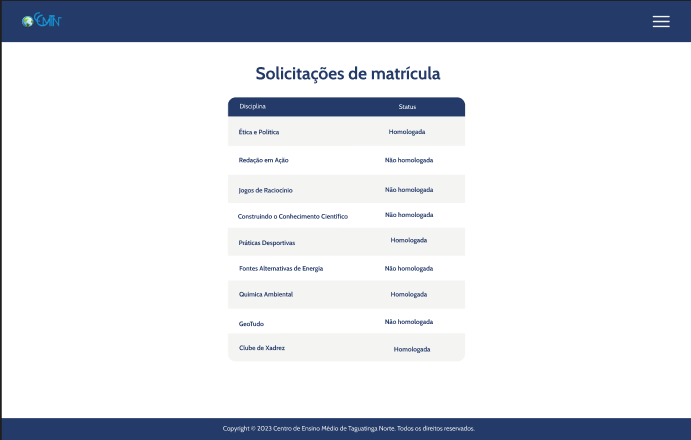 CEMTN
Solicitações de matrícula
Disciplina Status
Ética e Política Homologada
Redação em Ação Não homologada
Jogos de Raciocínio Não homologada
Construindo o Conhecimento Científico Não homologada
Práticas Desportivas Homologada
Fontes Alternativas de Energia Não homologada
Química Ambiental Homologada
GeoTudo Não homologada
Clube de Xadrez Homologada
Copyright © 2023 Centro de Ensino Médio de Taguatinga Norte. Todos os direitos reservados.